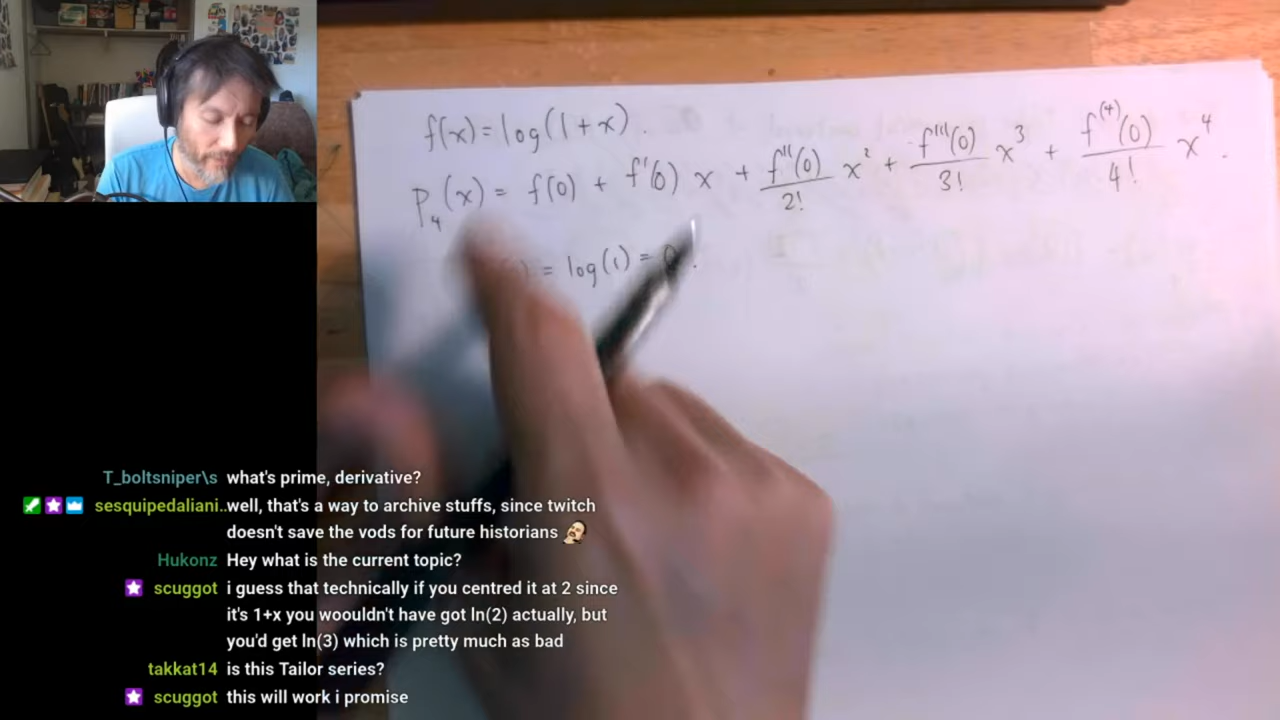 f(x) = log(1+x).
P₄(x) = f(0) + f'(0) x + f''(0)/2! x² + f'''(0)/3! x³ + f⁽⁴⁾(0)/4! x⁴.
= log(1) = 0.
T_boltsniper\s what's prime, derivative?
sesquipedaliani.. well, that's a way to archive stuffs, since twitch
doesn't save the vods for future historians
Hukonz Hey what is the current topic?
scuggot i guess that technically if you centred it at 2 since
it's 1+x you woouldn't have got ln(2) actually, but
you'd get ln(3) which is pretty much as bad
takkat14 is this Tailor series?
scuggot this will work i promise